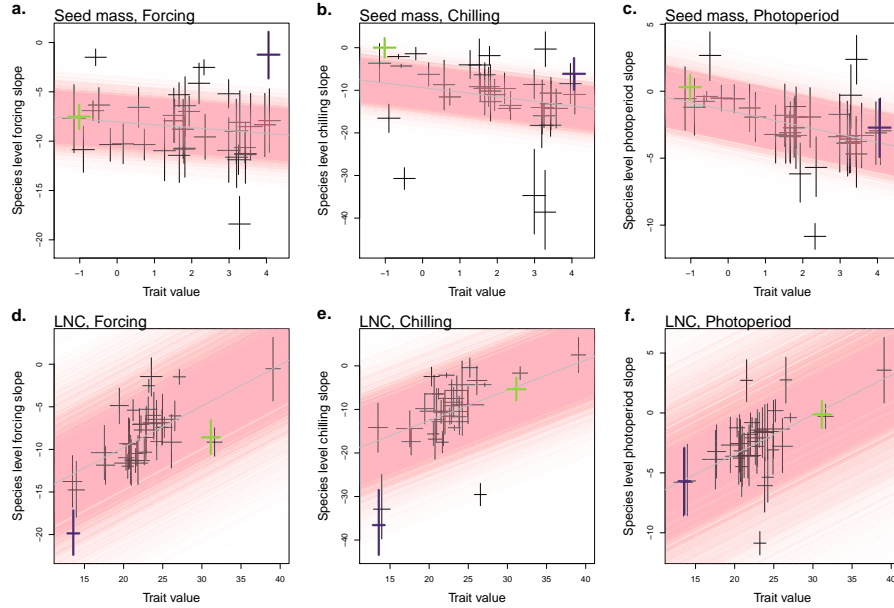 a. Seed mass, Forcing
Species level forcing slope
0
−5
−10
−15
−20
−1 0 1 2 3 4
Trait value
b. Seed mass, Chilling
Species level chilling slope
0
−10
−20
−30
−40
−1 0 1 2 3 4
Trait value
c. Seed mass, Photoperiod
Species level photoperiod slope
5
0
−5
−10
−1 0 1 2 3 4
Trait value
d. LNC, Forcing
Species level forcing slope
0
−5
−10
−15
−20
15 20 25 30 35 40
Trait value
e. LNC, Chilling
Species level chilling slope
0
−10
−20
−30
−40
15 20 25 30 35 40
Trait value
f. LNC, Photoperiod
Species level photoperiod slope
5
0
−5
−10
15 20 25 30 35 40
Trait value